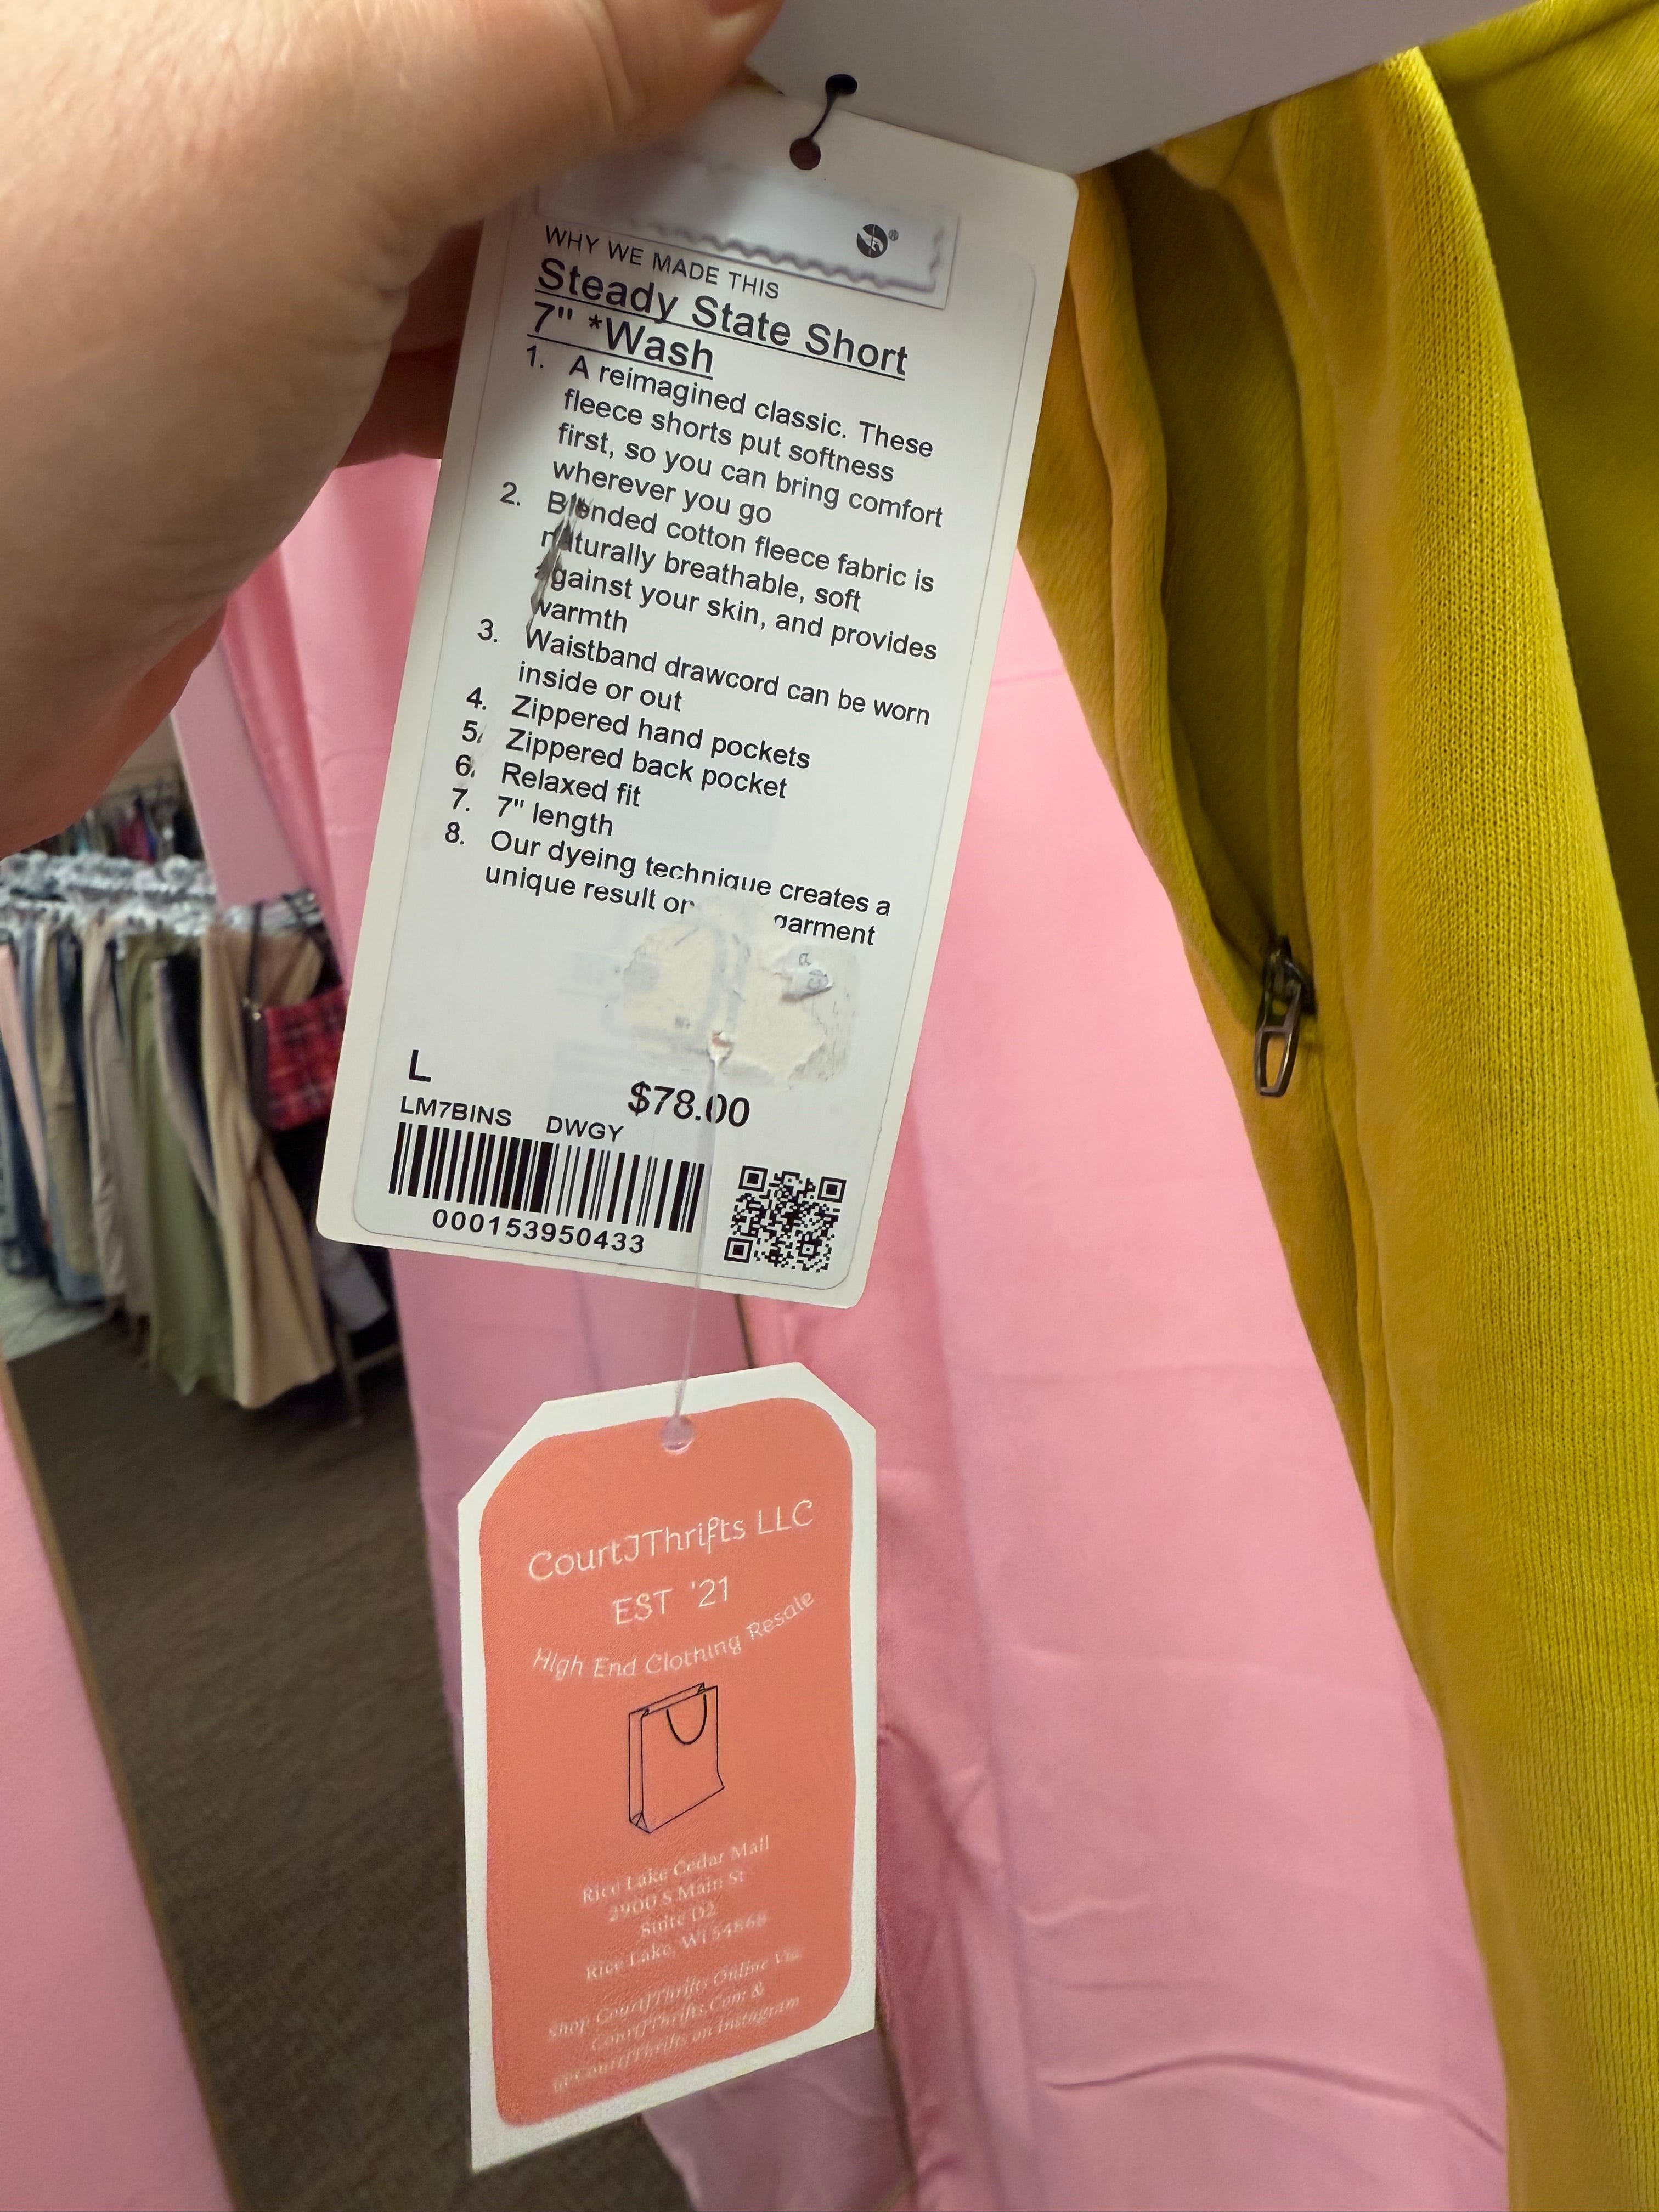 WHY WE MADE THIS
Steady State Short
7" *Wash
1. A reimagined classic. These
fleece shorts put softness
first, so you can bring comfort
wherever you go
2. Blended cotton fleece fabric is
naturally breathable, soft
against your skin, and provides
warmth
3. Waistband drawcord can be worn
inside or out
4. Zippered hand pockets
5. Zippered back pocket
6. Relaxed fit
7. 7" length
8. Our dyeing technique creates a
unique result garment
L
$78.00
LM7BINS DWGY
000153950433
CourtJThrifts LLC
EST '21
High End Clothing Resale
Rice Lake Cedar Mall
2900 S Main St
Suite D2
Rice Lake, Wi 54868
Shop CourtJThrifts Online Via
CourtJThrifts.Com &
@CourtJThrifts on Instagram